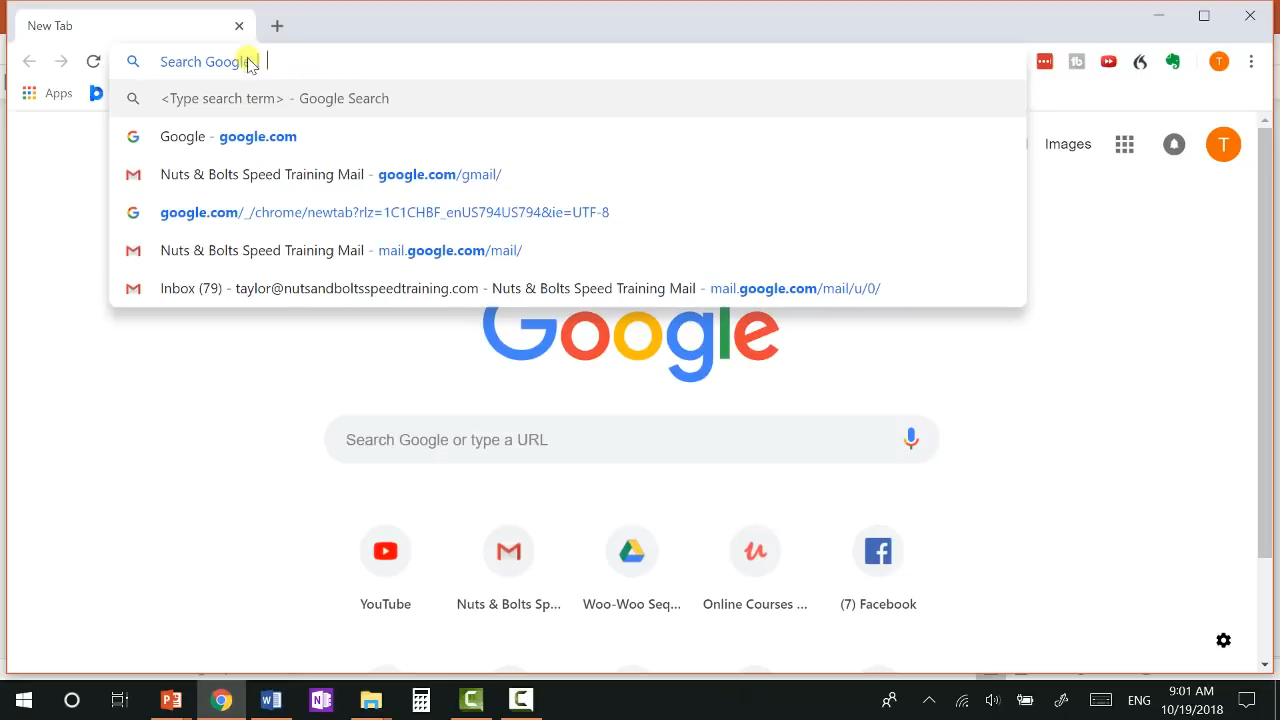 New Tab
Search Google
Apps
<Type search term> - Google Search
Google - google.com
Nuts & Bolts Speed Training Mail - google.com/gmail/
google.com/_/chrome/newtab?rlz=1C1CHBF_enUS794US794&ie=UTF-8
Nuts & Bolts Speed Training Mail - mail.google.com/mail/
Inbox (79) - taylor@nutsandboltsspeedtraining.com - Nuts & Bolts Speed Training Mail - mail.google.com/mail/u/0/
Images
T
T
Google
Search Google or type a URL
YouTube
Nuts & Bolts Sp...
Woo-Woo Seq...
Online Courses ...
(7) Facebook
ENG
9:01 AM
10/19/2018